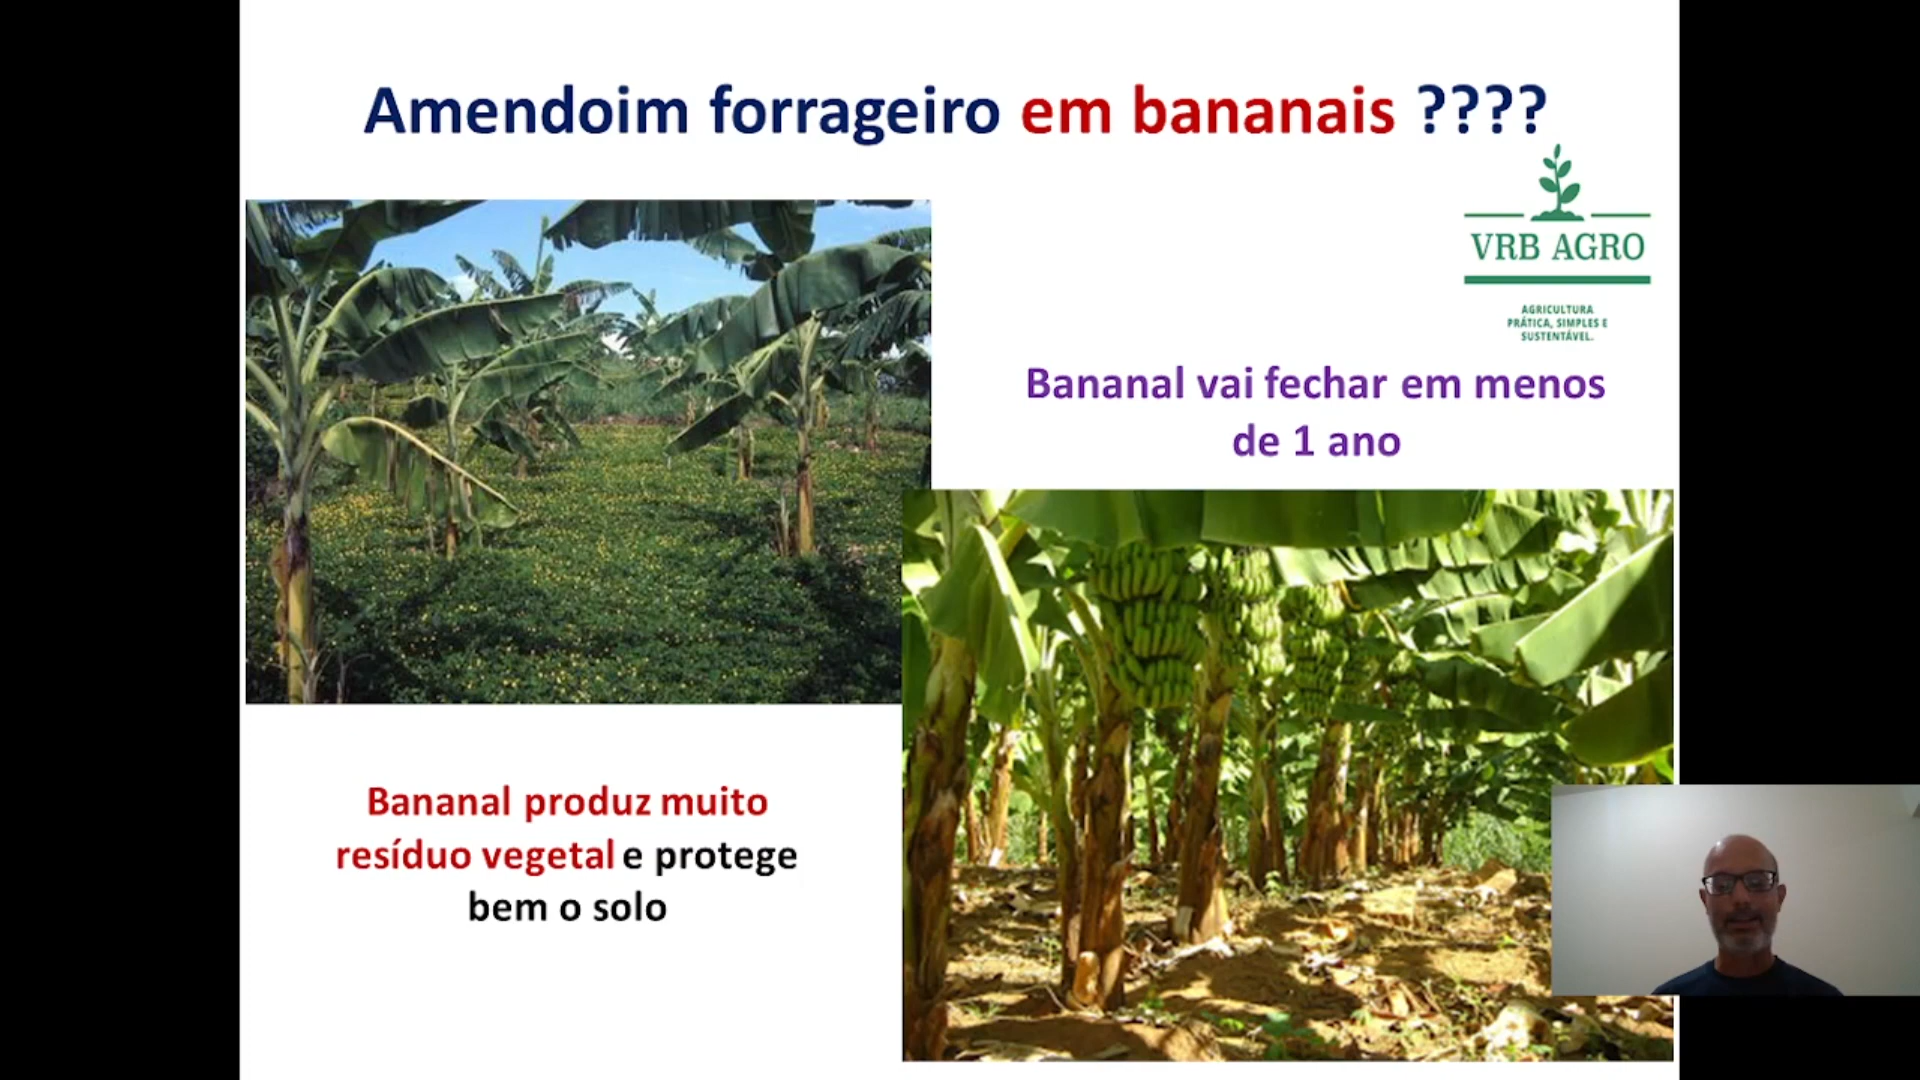 Amendoim forrageiro em bananais ????
VRB AGRO
AGRICULTURA
PRÁTICA, SIMPLES E
SUSTENTÁVEL.
Bananal vai fechar em menos
de 1 ano
Bananal produz muito
resíduo vegetal e protege
bem o solo